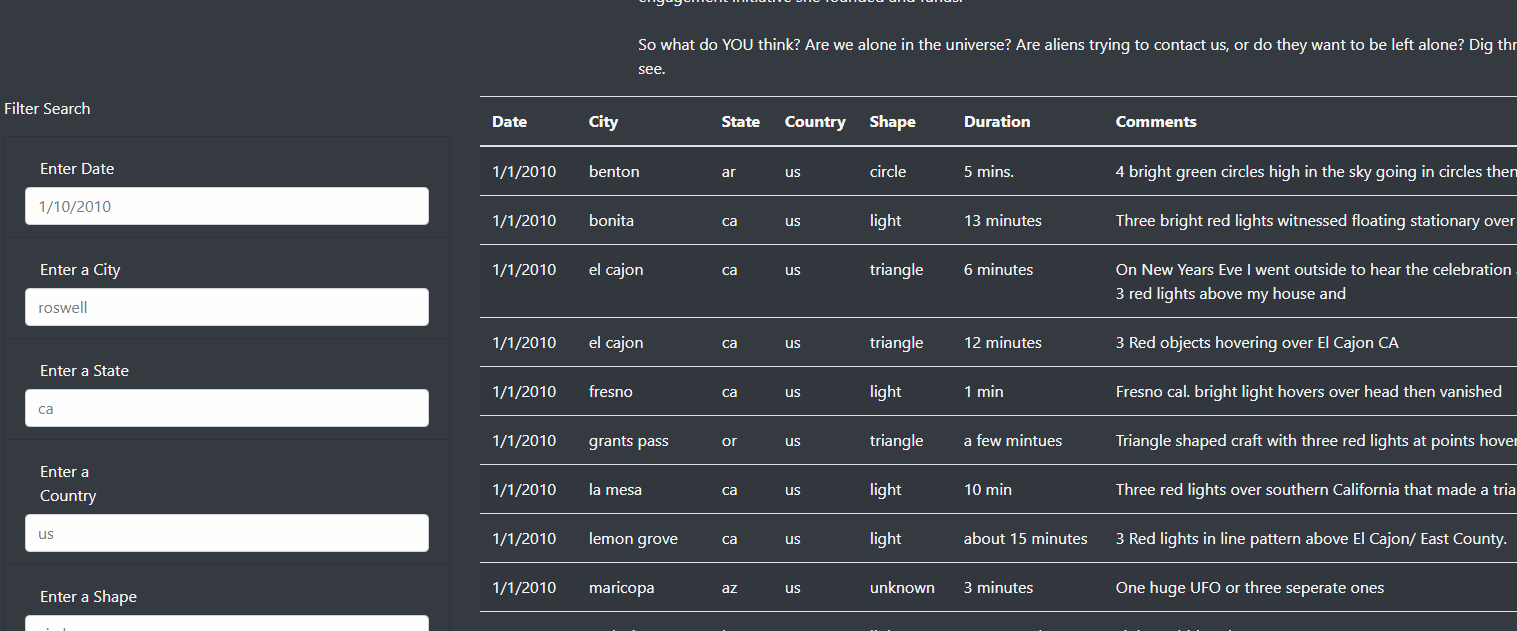 engagement initiative she founded and funds.
So what do YOU think? Are we alone in the universe? Are aliens trying to contact us, or do they want to be left alone? Dig
see.
Filter Search
Enter Date
1/10/2010
Enter a City
roswell
Enter a State
ca
Enter a
Country
us
Enter a Shape
Date City State Country Shape Duration Comments
1/1/2010 benton ar us circle 5 mins. 4 bright green circles high in the sky going in circles then
1/1/2010 bonita ca us light 13 minutes Three bright red lights witnessed floating stationary over
1/1/2010 el cajon ca us triangle 6 minutes On New Years Eve I went outside to hear the celebration
3 red lights above my house and
1/1/2010 el cajon ca us triangle 12 minutes 3 Red objects hovering over El Cajon CA
1/1/2010 fresno ca us light 1 min Fresno cal. bright light hovers over head then vanished
1/1/2010 grants pass or us triangle a few mintues Triangle shaped craft with three red lights at points
1/1/2010 la mesa ca us light 10 min Three red lights over southern California that made a
1/1/2010 lemon grove ca us light about 15 minutes 3 Red lights in line pattern above El Cajon/ East County.
1/1/2010 maricopa az us unknown 3 minutes One huge UFO or three seperate ones